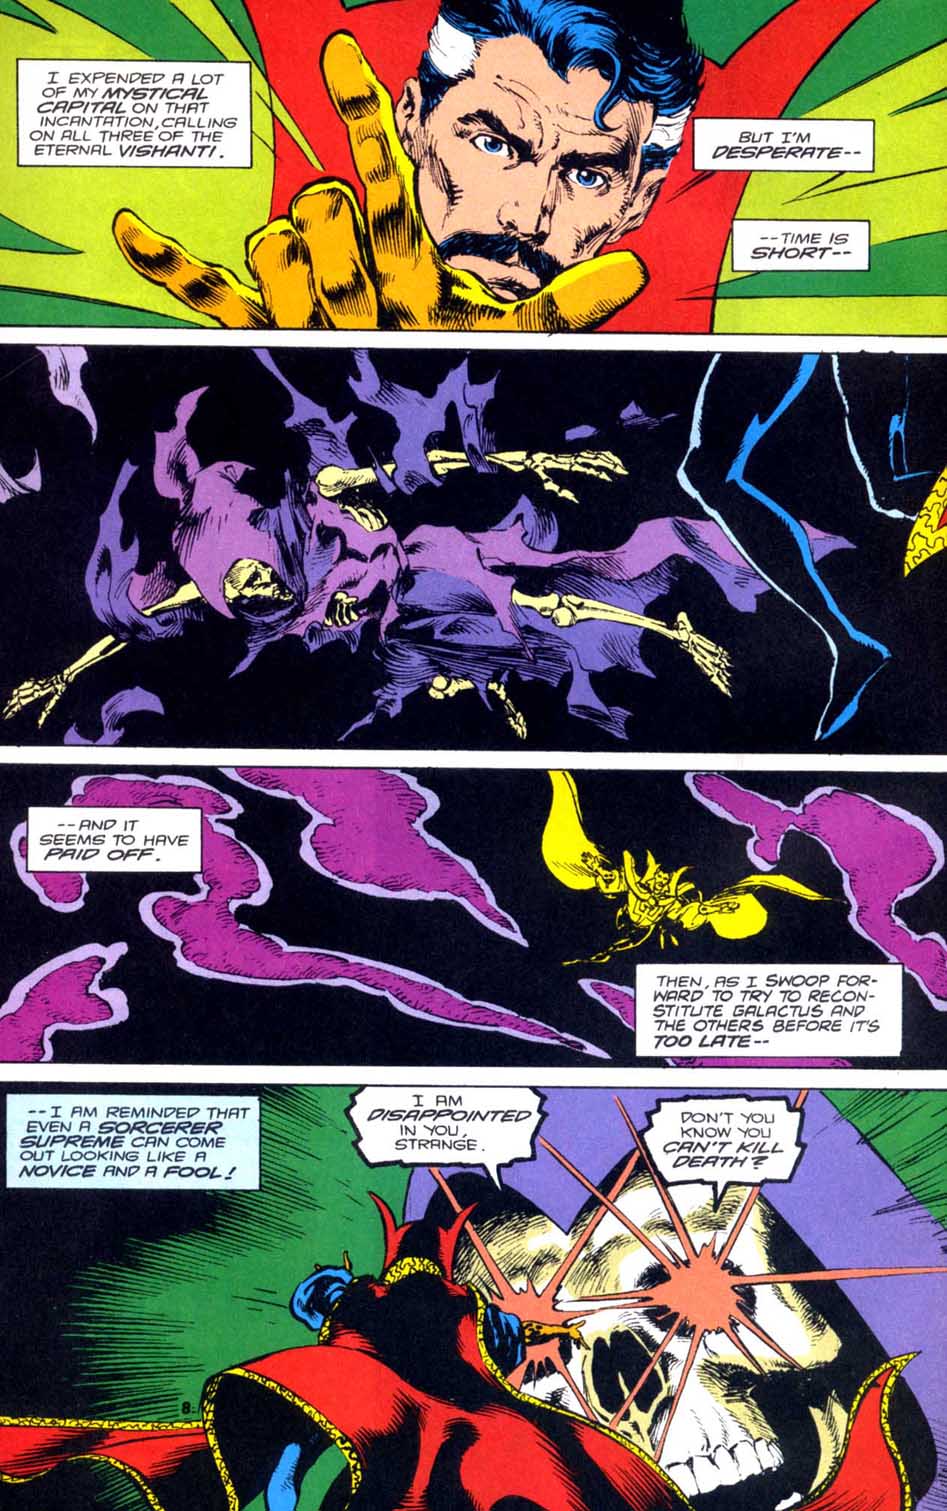 I EXPENDED A LOT
OF MY MYSTICAL
CAPITAL ON THAT
INCANTATION, CALLING
ON ALL THREE OF THE
ETERNAL VISHANTI.
BUT I'M
DESPERATE--
--TIME IS
SHORT--
--AND IT
SEEMS TO HAVE
PAID OFF.
THEN, AS I SWOOP FOR-
WARD TO TRY TO RECON-
STITUTE GALACTUS AND
THE OTHERS BEFORE IT'S
TOO LATE--
--I AM REMINDED THAT
EVEN A SORCERER
SUPREME CAN COME
OUT LOOKING LIKE A
NOVICE AND A FOOL!
I AM
DISAPPOINTED
IN YOU,
STRANGE.
DON'T YOU
KNOW YOU
CAN'T KILL
DEATH?
8